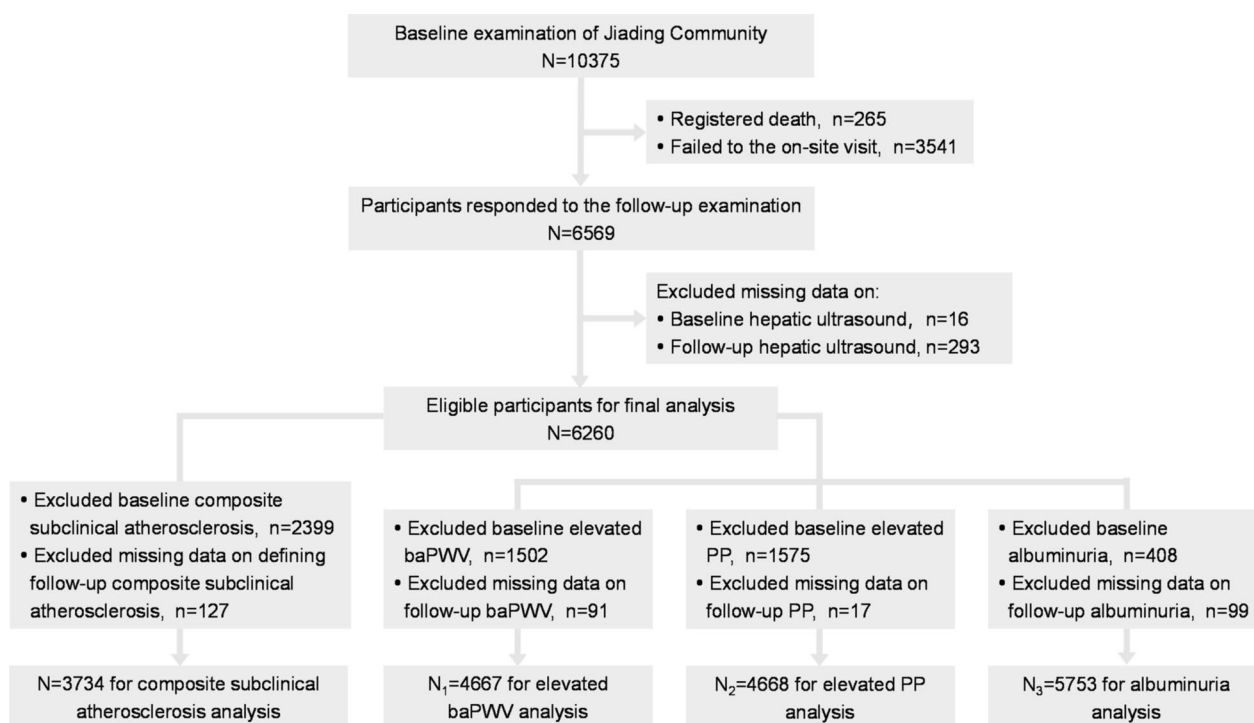 Baseline examination of Jiading Community
N=10375
• Registered death, n=265
• Failed to the on-site visit, n=3541
Participants responded to the follow-up examination
N=6569
Excluded missing data on:
• Baseline hepatic ultrasound, n=16
• Follow-up hepatic ultrasound, n=293
Eligible participants for final analysis
N=6260
• Excluded baseline composite
subclinical atherosclerosis, n=2399
• Excluded missing data on defining
follow-up composite subclinical
atherosclerosis, n=127
• Excluded baseline elevated
baPWV, n=1502
• Excluded missing data on
follow-up baPWV, n=91
• Excluded baseline elevated
PP, n=1575
• Excluded missing data on
follow-up PP, n=17
• Excluded baseline
albuminuria, n=408
• Excluded missing data on
follow-up albuminuria, n=99
N=3734 for composite subclinical
atherosclerosis analysis
N₁=4667 for elevated
baPWV analysis
N₂=4668 for elevated PP
analysis
N₃=5753 for albuminuria
analysis